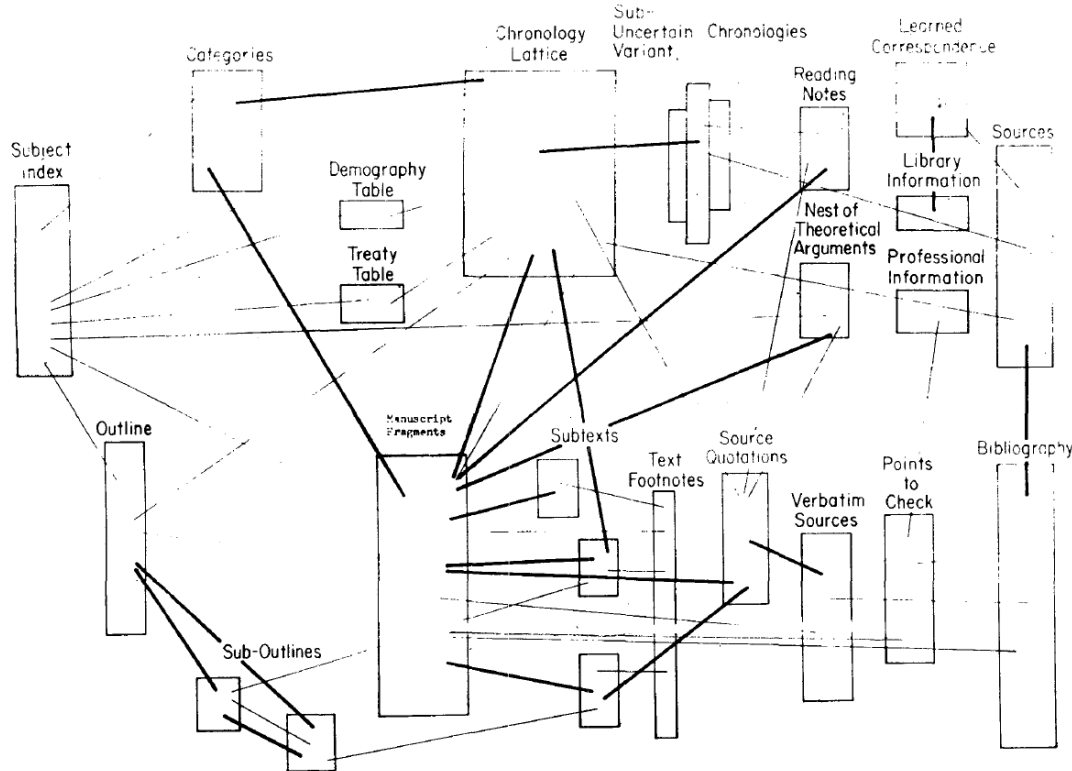 Categories
Chronology
Lattice
Sub-
Uncertain
Variant,
Chronologies
Learned
Correspondence
Reading
Notes
Sources
Subject
Index
Demography
Table
Library
Information
Nest of
Theoretical
Arguments
Treaty
Table
Professional
Information
Outline
Manuscript
Fragments
Subtexts
Text
Footnotes
Source
Quotations
Verbatim
Sources
Points
to
Check
Bibliography
Sub-Outlines